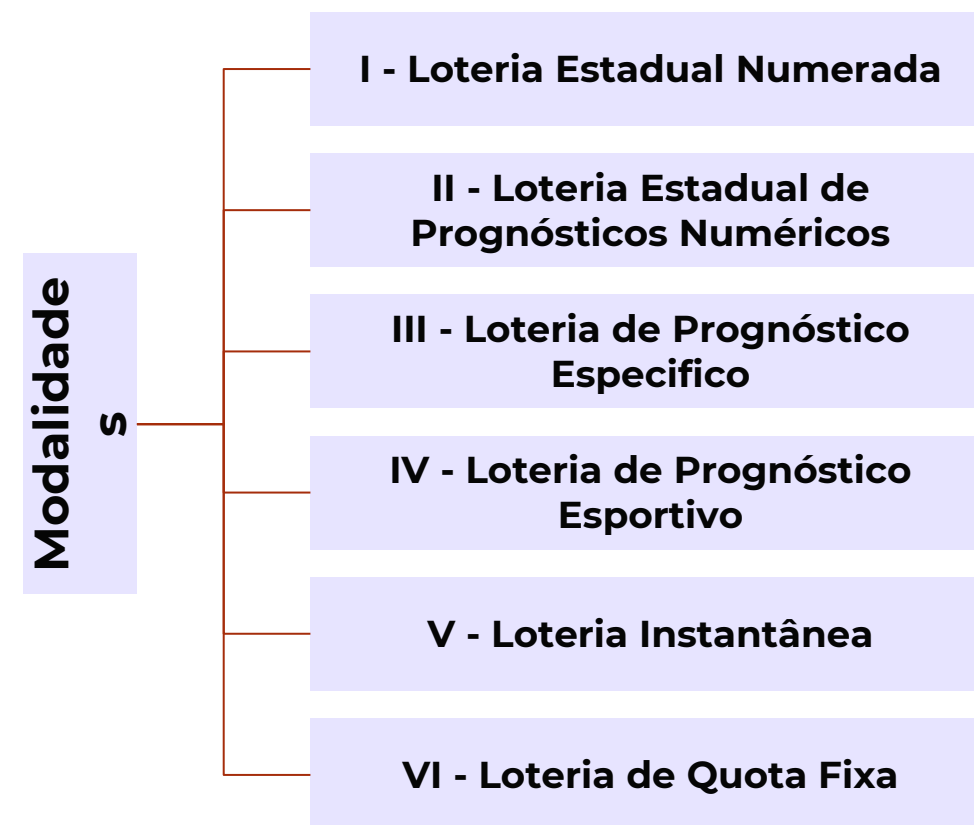 Modalidade
s
I - Loteria Estadual Numerada
II - Loteria Estadual de
Prognósticos Numéricos
III - Loteria de Prognóstico
Especifico
IV - Loteria de Prognóstico
Esportivo
V - Loteria Instantânea
VI - Loteria de Quota Fixa